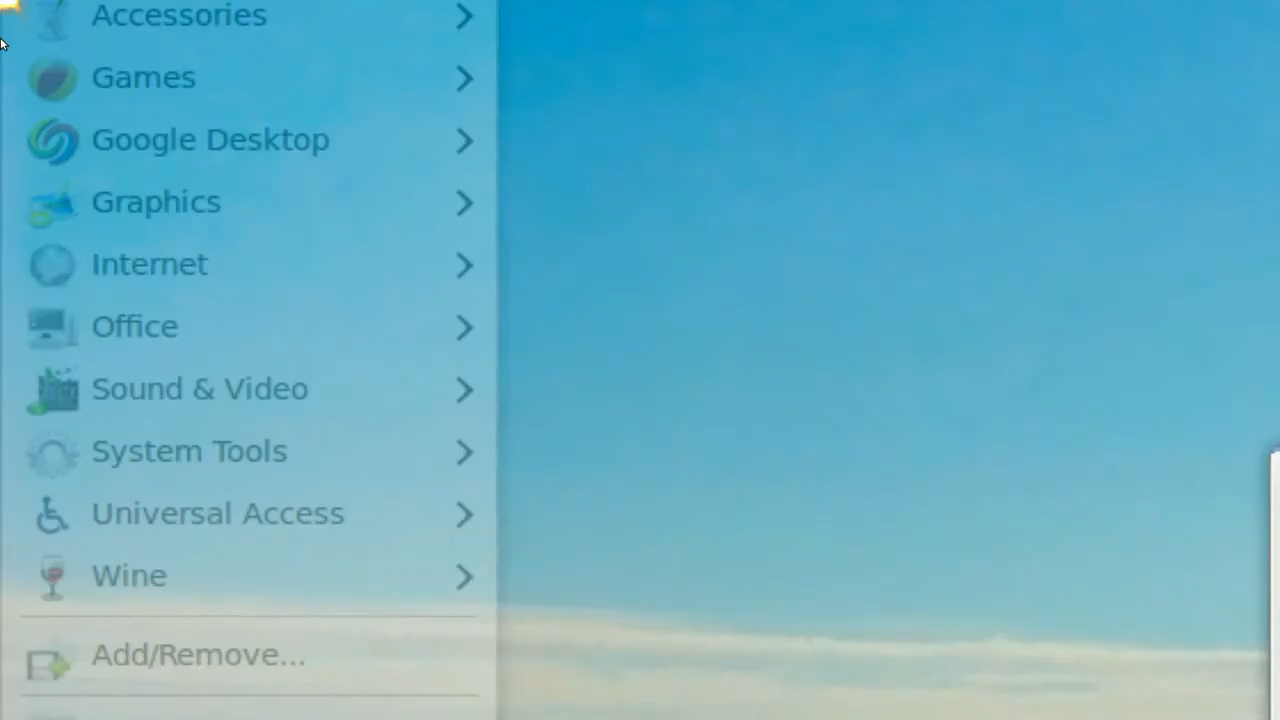 Accessories
Games
Google Desktop
Graphics
Internet
Office
Sound & Video
System Tools
Universal Access
Wine
Add/Remove...